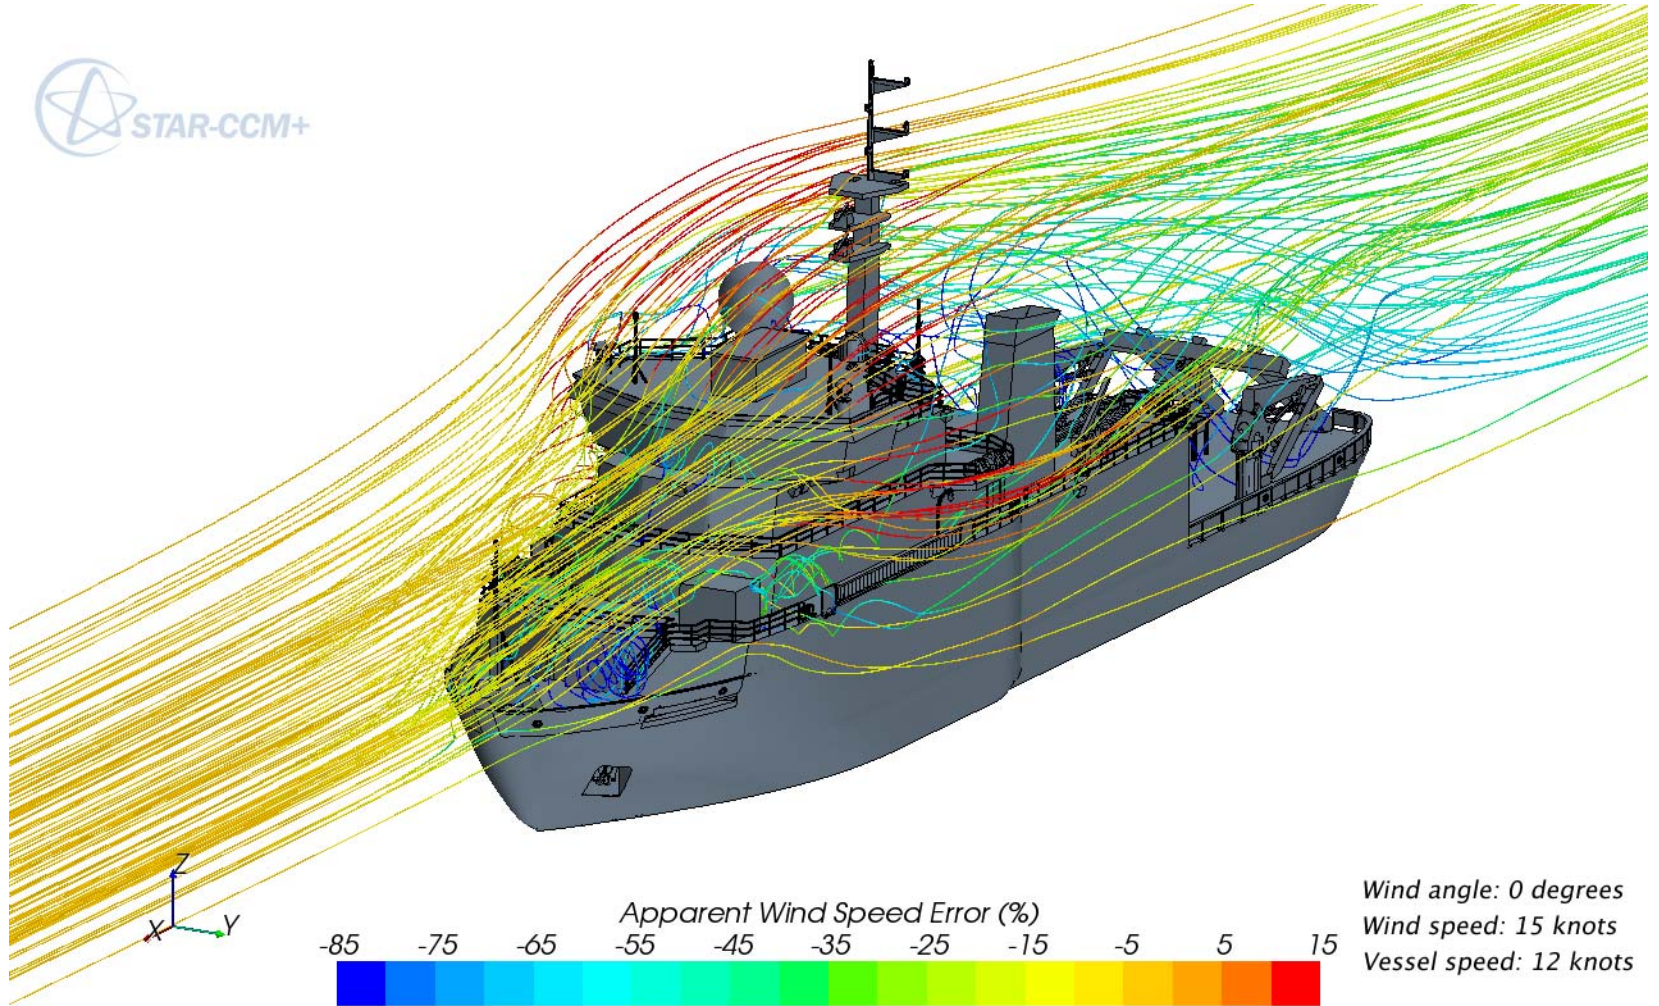 STAR-CCM+
Z
X
Y
Apparent Wind Speed Error (%)
-85 -75 -65 -55 -45 -35 -25 -15 -5 5 15
Wind angle: 0 degrees
Wind speed: 15 knots
Vessel speed: 12 knots